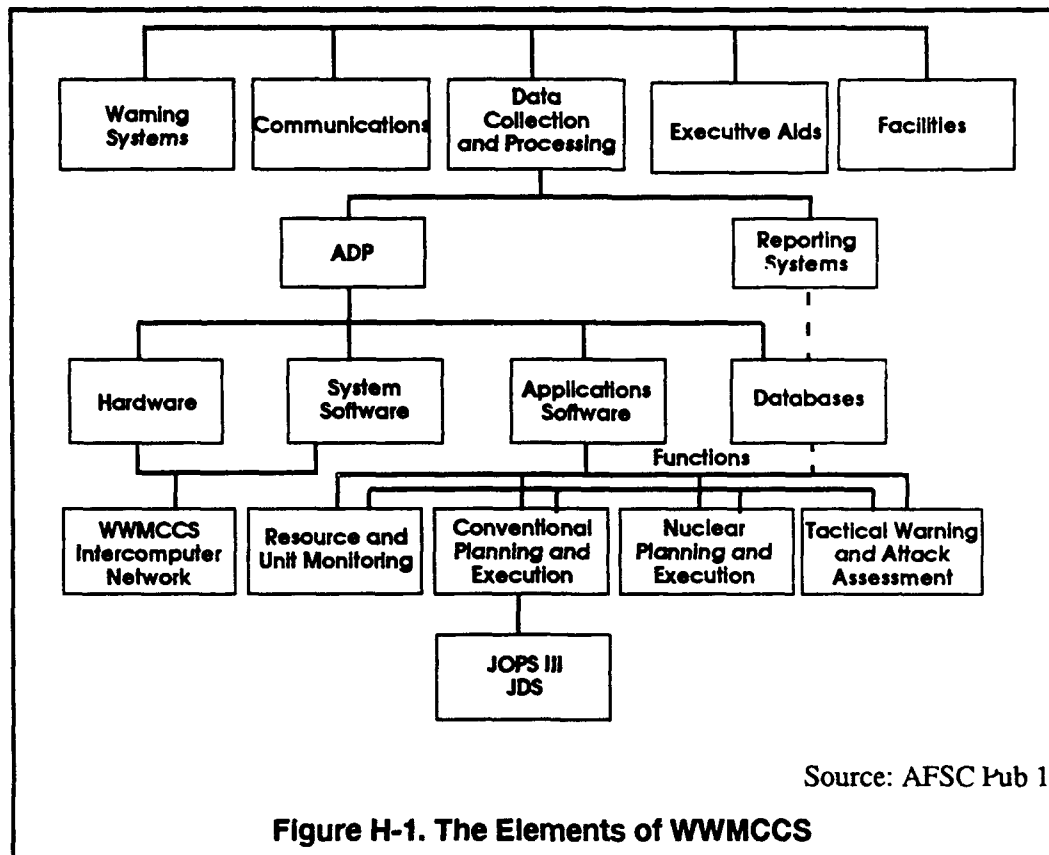 Warning
Systems
Communications
Data
Collection
and Processing
Executive Aids
Facilities
ADP
Reporting
Systems
Hardware
System
Software
Applications
Software
Databases
Functions
WWMCCS
Intercomputer
Network
Resource and
Unit Monitoring
Conventional
Planning and
Execution
Nuclear
Planning and
Execution
Tactical Warning
and Attack
Assessment
JOPS III
JDS
Source: AFSC Pub 1
Figure H-1. The Elements of WWMCCS